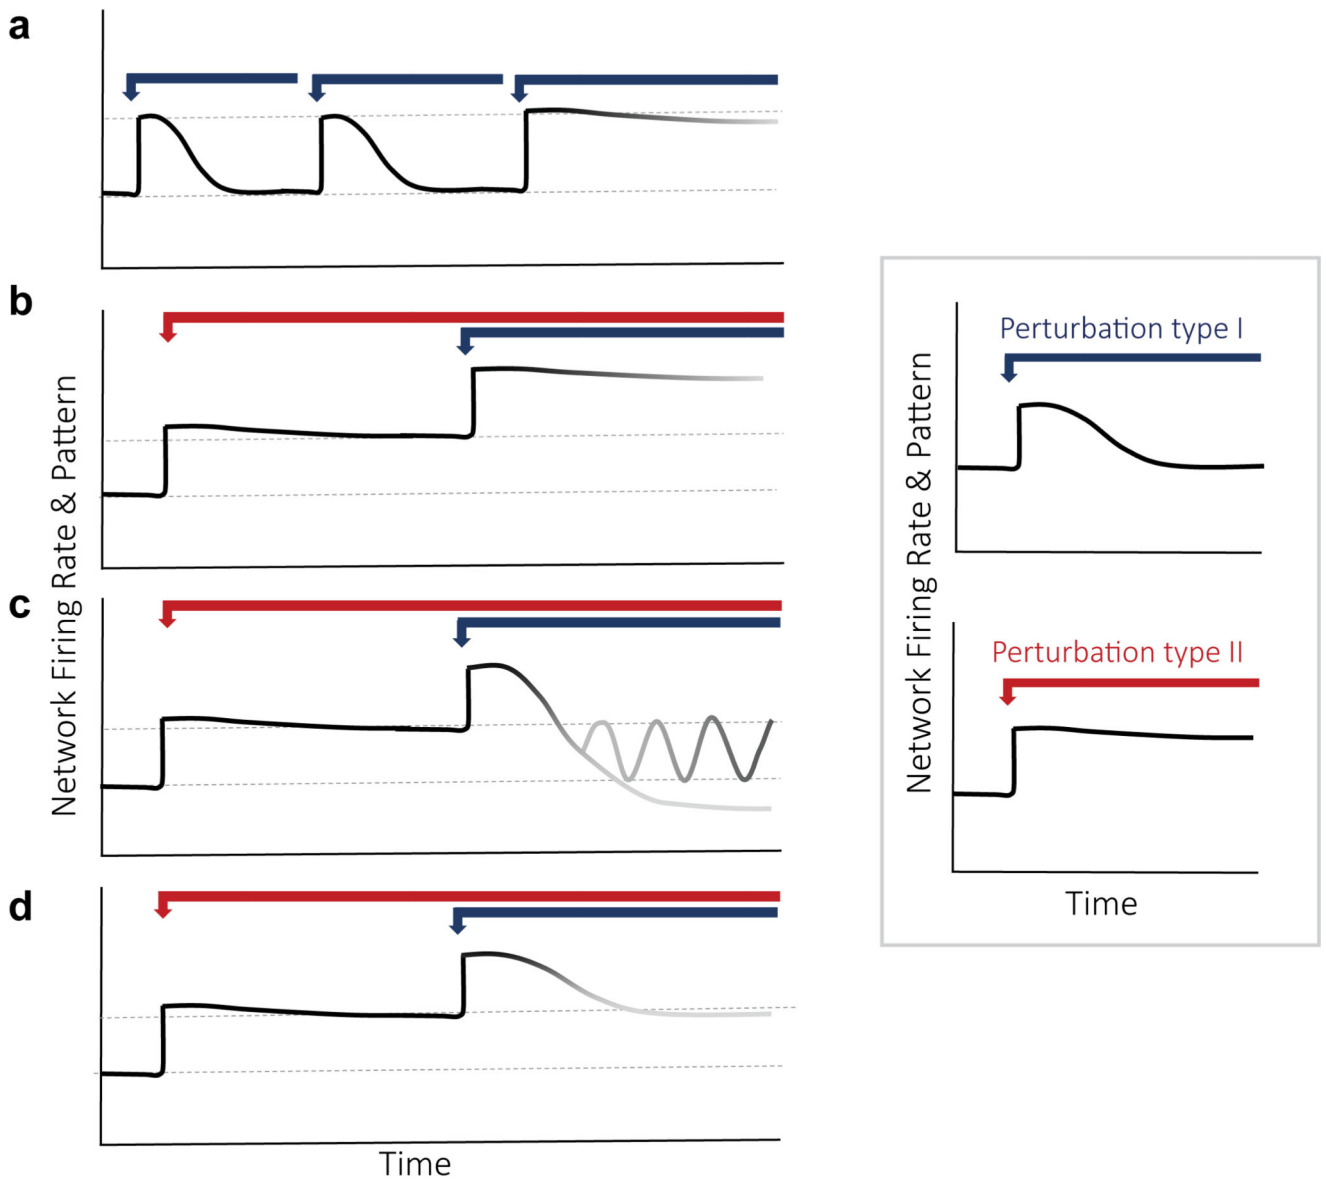 a
b
c
d
Network Firing Rate & Pattern
Time
Perturbation type I
Network Firing Rate & Pattern
Perturbation type II
Time